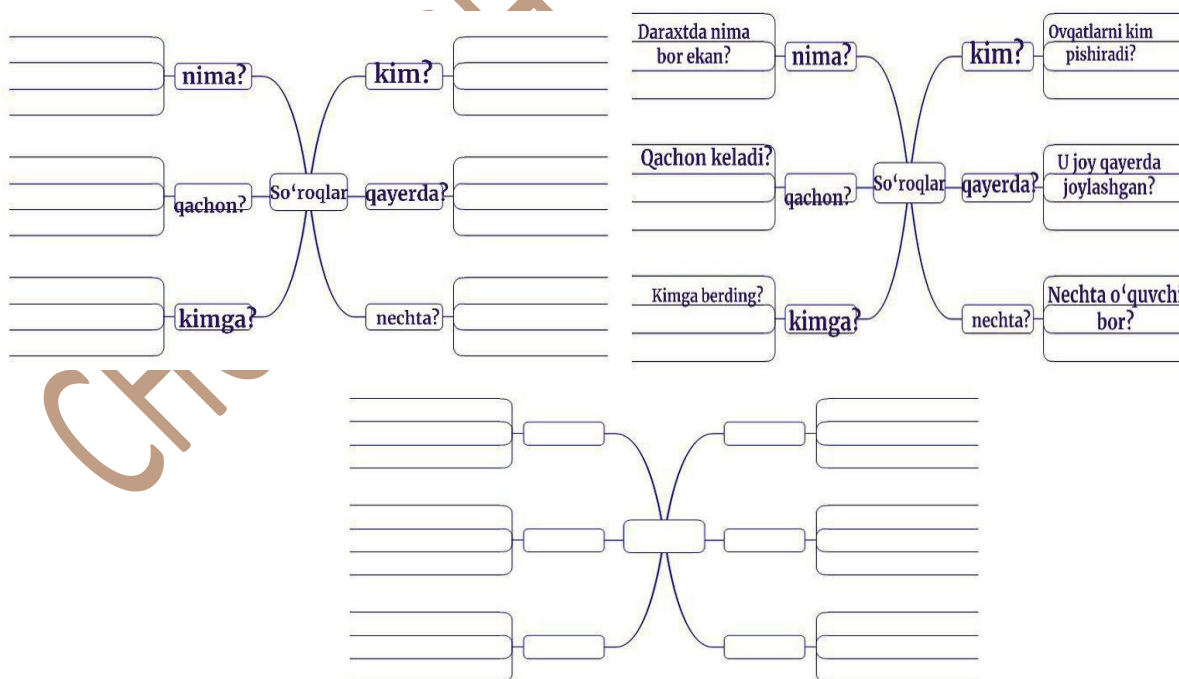 nima?
kim?
So‘roqlar
qachon?
qayerda?
kimga?
nechta?
Daraxtda nima
bor ekan?
nima?
kim?
Ovqatlarni kim
pishiradi?
Qachon keladi?
qachon?
So‘roqlar
qayerda?
U joy qayerda
joylashgan?
Kimga berding?
kimga?
nechta?
Nechta o‘quvchi
bor?